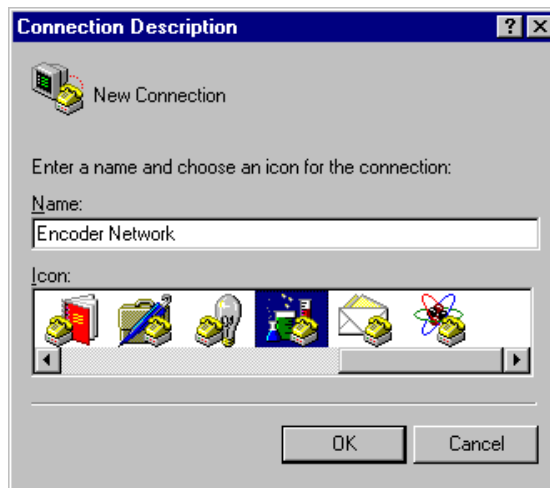 Connection Description
New Connection
Enter a name and choose an icon for the connection:
Name:
Encoder Network
Icon:
OK Cancel